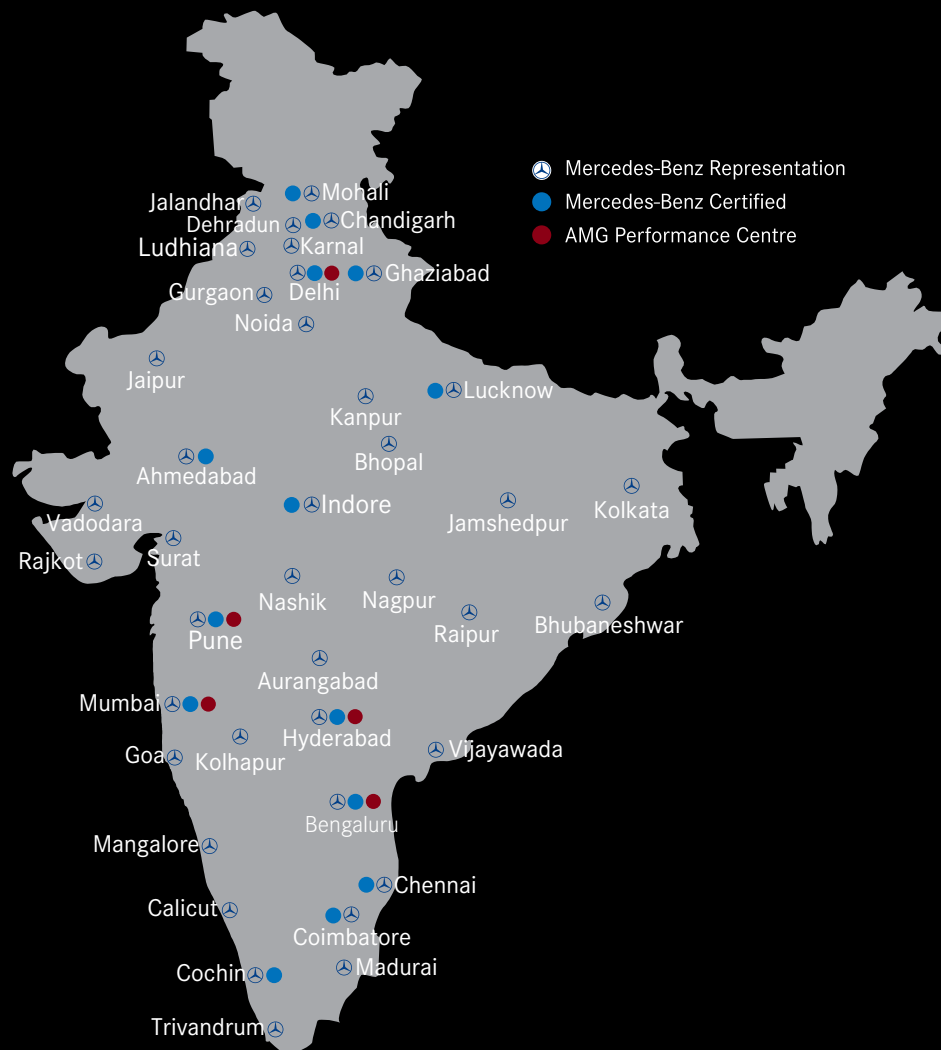 Mercedes-Benz Representation
Mercedes-Benz Certified
AMG Performance Centre
Mohali
Jalandhar
Chandigarh
Dehradun
Karnal
Ludhiana
Ghaziabad
Gurgaon
Delhi
Noida
Jaipur
Lucknow
Kanpur
Bhopal
Ahmedabad
Indore
Kolkata
Vadodara
Jamshedpur
Surat
Rajkot
Nashik
Nagpur
Bhubaneshwar
Raipur
Pune
Aurangabad
Mumbai
Hyderabad
Vijayawada
Goa
Kolhapur
Bengaluru
Mangalore
Chennai
Calicut
Coimbatore
Madurai
Cochin
Trivandrum